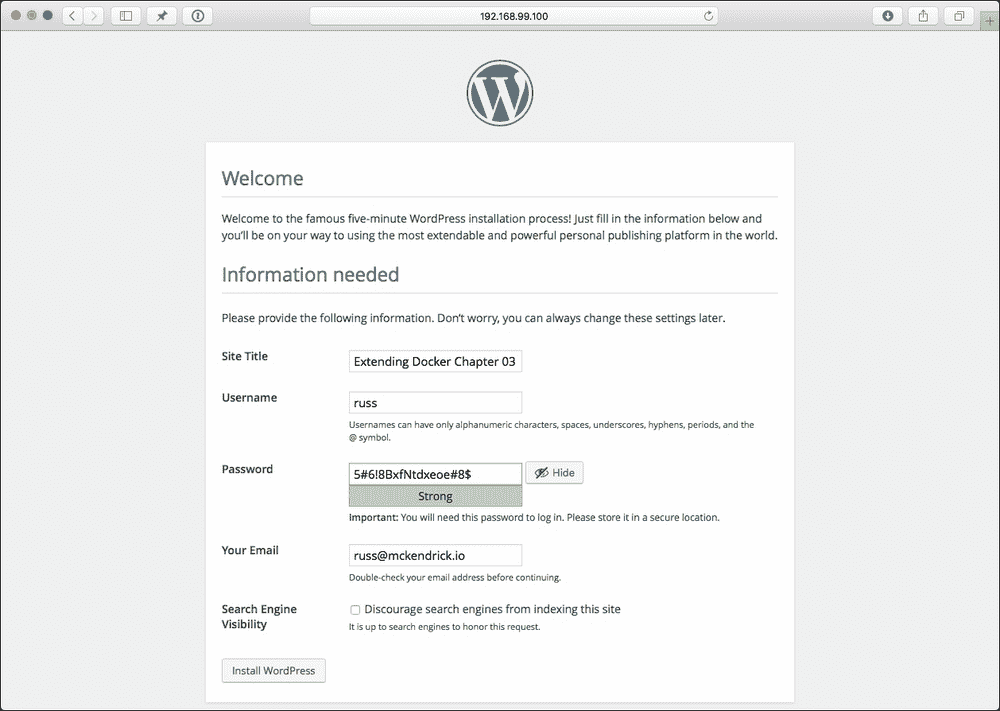 192.168.99.100
Welcome
Welcome to the famous five-minute WordPress installation process! Just fill in the information below and
you'll be on your way to using the most extendable and powerful personal publishing platform in the world.
Information needed
Please provide the following information. Don't worry, you can always change these settings later.
Site Title
Extending Docker Chapter 03
Username
russ
Usernames can have only alphanumeric characters, spaces, underscores, hyphens, periods, and the
@ symbol.
Password
5#6!8BxfNtdxeoe#8$
Hide
Strong
Important: You will need this password to log in. Please store it in a secure location.
Your Email
russ@mckendrick.io
Double-check your email address before continuing.
Search Engine
Visibility
Discourage search engines from indexing this site
It is up to search engines to honor this request.
Install WordPress